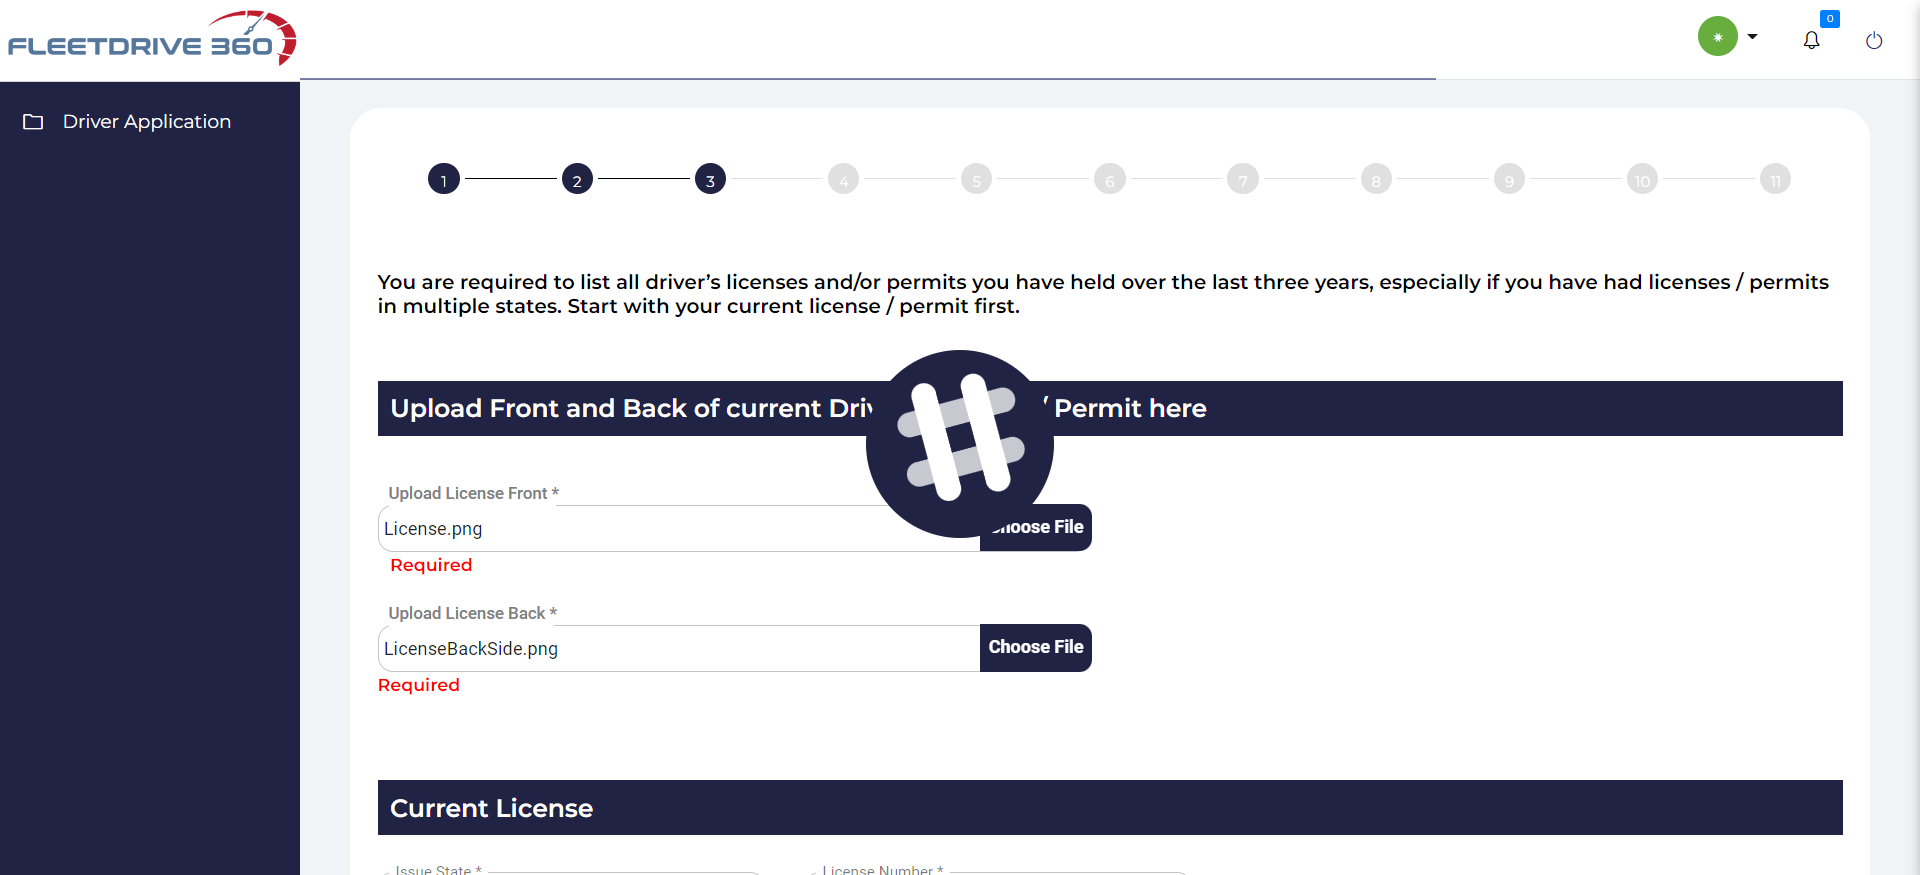 FLEETDRIVE 360
0
Driver Application
1 2 3 4 5 6 7 8 9 10 11
You are required to list all driver’s licenses and/or permits you have held over the last three years, especially if you have had licenses / permits
in multiple states. Start with your current license / permit first.
Upload Front and Back of current / Permit here
Upload License Front *
License.png
Choose File
Required
Upload License Back *
LicenseBackSide.png
Choose File
Required
Current License
Issue State *
License Number *